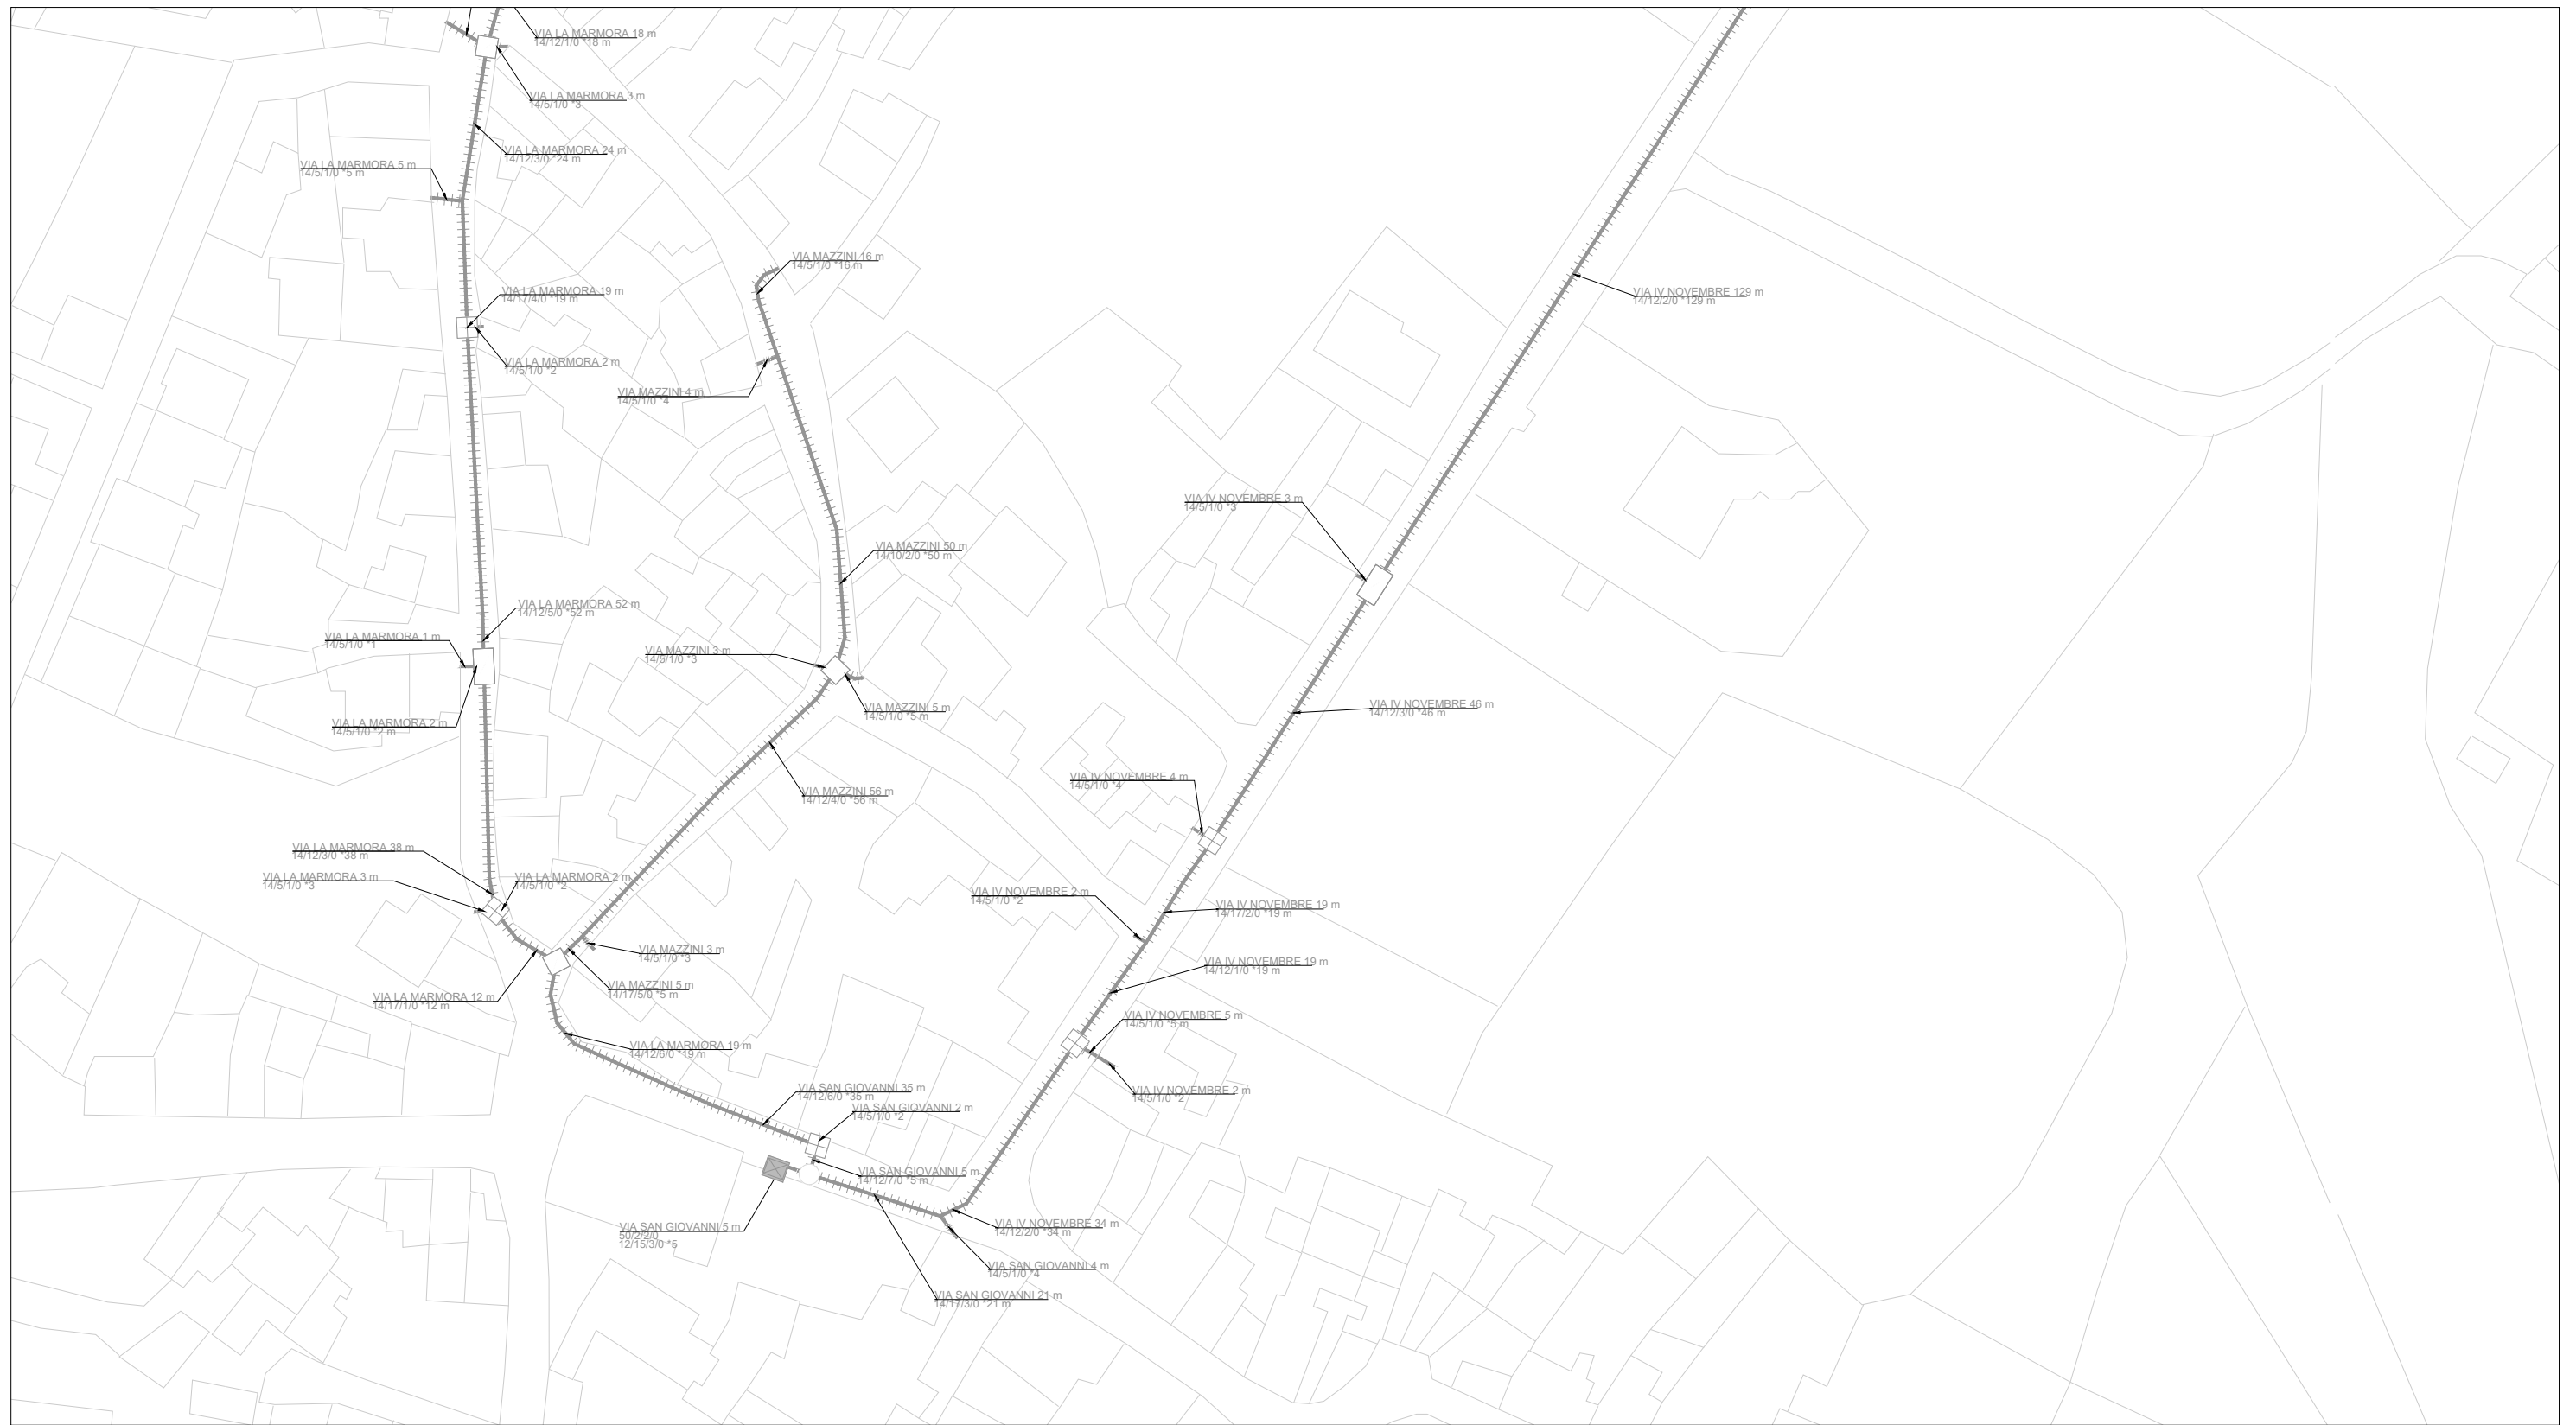 VIA LA MARMORA 18 m
14/12/1/0 *18 m
VIA LA MARMORA 3 m
14/5/1/0 *3
VIA LA MARMORA 24 m
14/12/3/0 *24 m
VIA LA MARMORA 5 m
14/5/1/0 *5 m
VIA MAZZINI 16 m
14/5/1/0 *16 m
VIA LA MARMORA 19 m
14/17/4/0 *19 m
VIA IV NOVEMBRE 129 m
14/12/2/0 *129 m
VIA LA MARMORA 2 m
14/5/1/0 *2
VIA MAZZINI 4 m
14/5/1/0 *4
VIA IV NOVEMBRE 3 m
14/5/1/0 *3
VIA MAZZINI 50 m
14/10/2/0 *50 m
VIA LA MARMORA 52 m
14/12/5/0 *52 m
VIA LA MARMORA 1 m
14/5/1/0 *1
VIA MAZZINI 3 m
14/5/1/0 *3
VIA MAZZINI 5 m
14/5/1/0 *5 m
VIA IV NOVEMBRE 46 m
14/12/3/0 *46 m
VIA LA MARMORA 2 m
14/5/1/0 *2 m
VIA IV NOVEMBRE 4 m
14/5/1/0 *4
VIA MAZZINI 56 m
14/12/4/0 *56 m
VIA LA MARMORA 38 m
14/12/3/0 *38 m
VIA LA MARMORA 3 m
14/5/1/0 *3
VIA LA MARMORA 2 m
14/5/1/0 *2
VIA IV NOVEMBRE 2 m
14/5/1/0 *2
VIA IV NOVEMBRE 19 m
14/17/2/0 *19 m
VIA MAZZINI 3 m
14/5/1/0 *3
VIA IV NOVEMBRE 19 m
14/12/1/0 *19 m
VIA MAZZINI 5 m
14/17/5/0 *5 m
VIA LA MARMORA 12 m
14/17/1/0 *12 m
VIA IV NOVEMBRE 5 m
14/5/1/0 *5 m
VIA LA MARMORA 19 m
14/12/6/0 *19 m
VIA SAN GIOVANNI 35 m
14/12/6/0 *35 m
VIA IV NOVEMBRE 2 m
14/5/1/0 *2
VIA SAN GIOVANNI 2 m
14/5/1/0 *2
VIA SAN GIOVANNI 5 m
14/12/7/0 *5 m
VIA SAN GIOVANNI 5 m
50/2/2/0
12/15/3/0 *5
VIA IV NOVEMBRE 34 m
14/12/2/0 *34 m
VIA SAN GIOVANNI 4 m
14/5/1/0 *4
VIA SAN GIOVANNI 21 m
14/17/3/0 *21 m